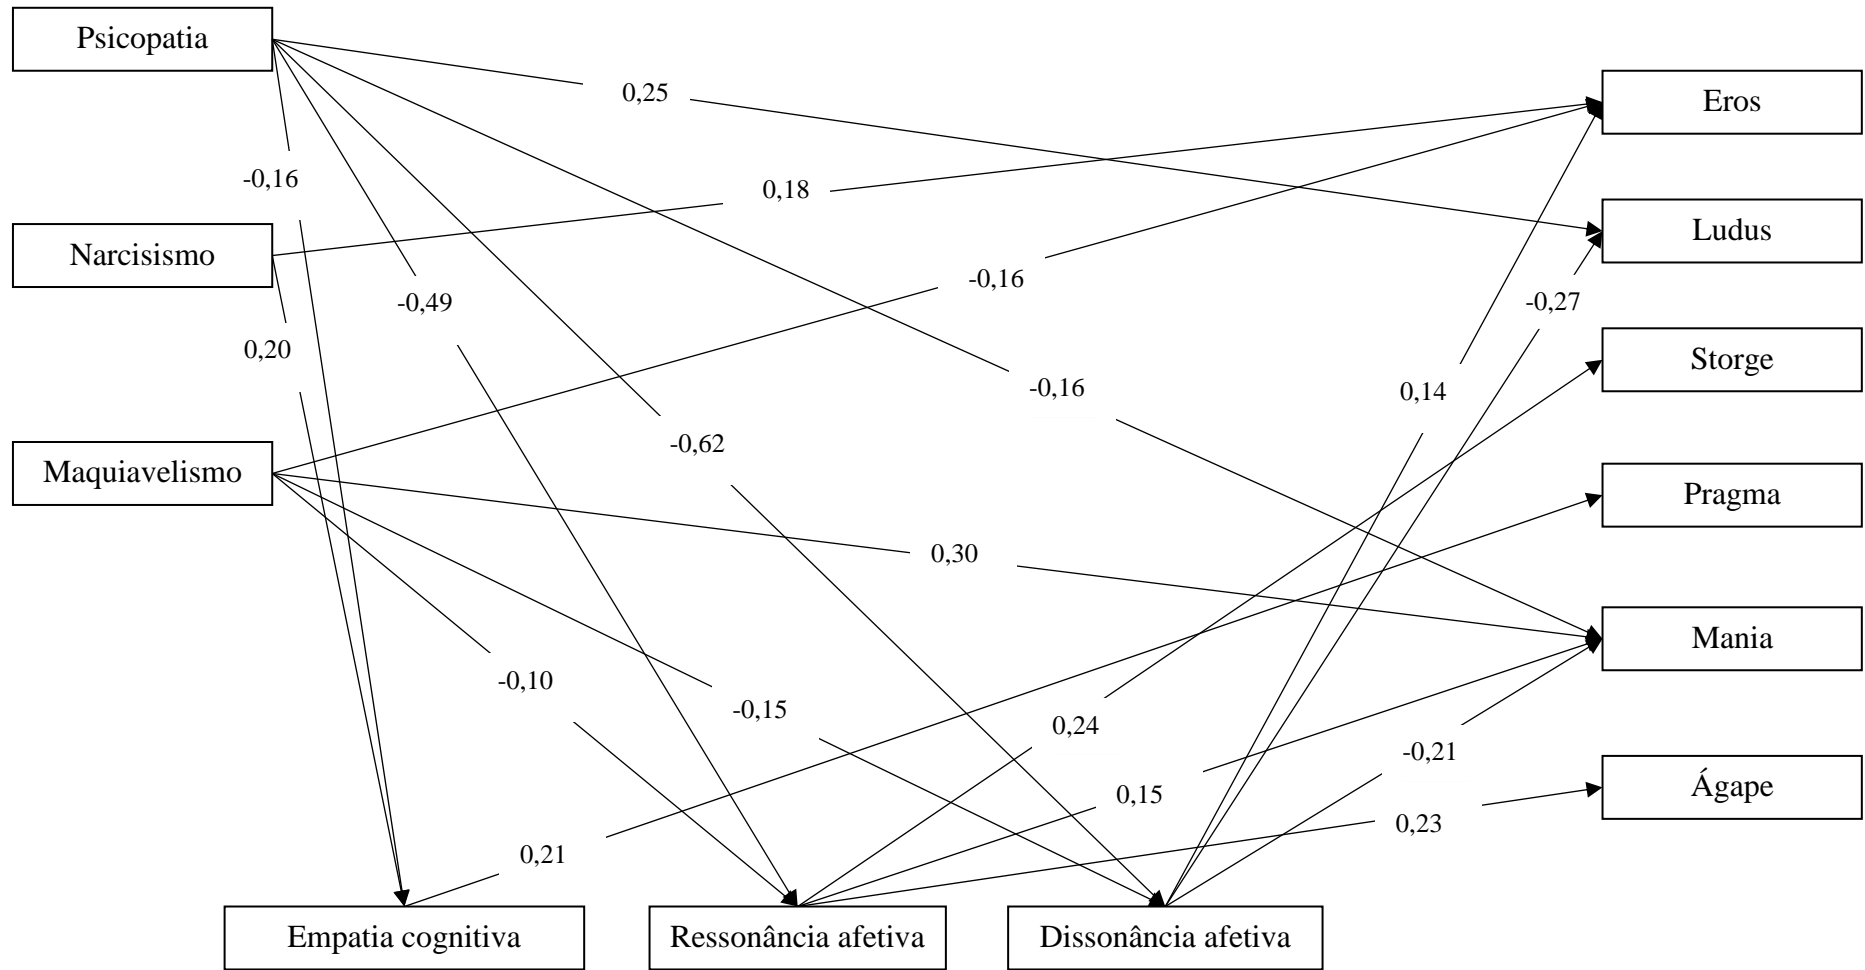 Psicopatia
0,25
Eros
-0,16
0,18
Ludus
Narcisismo
-0,16
-0,49
-0,27
0,20
Storge
-0,16
0,14
-0,62
Maquiavelismo
Pragma
0,30
Mania
-0,10
-0,15
0,24
-0,21
Ágape
0,15
0,23
0,21
Empatia cognitiva
Ressonância afetiva
Dissonância afetiva